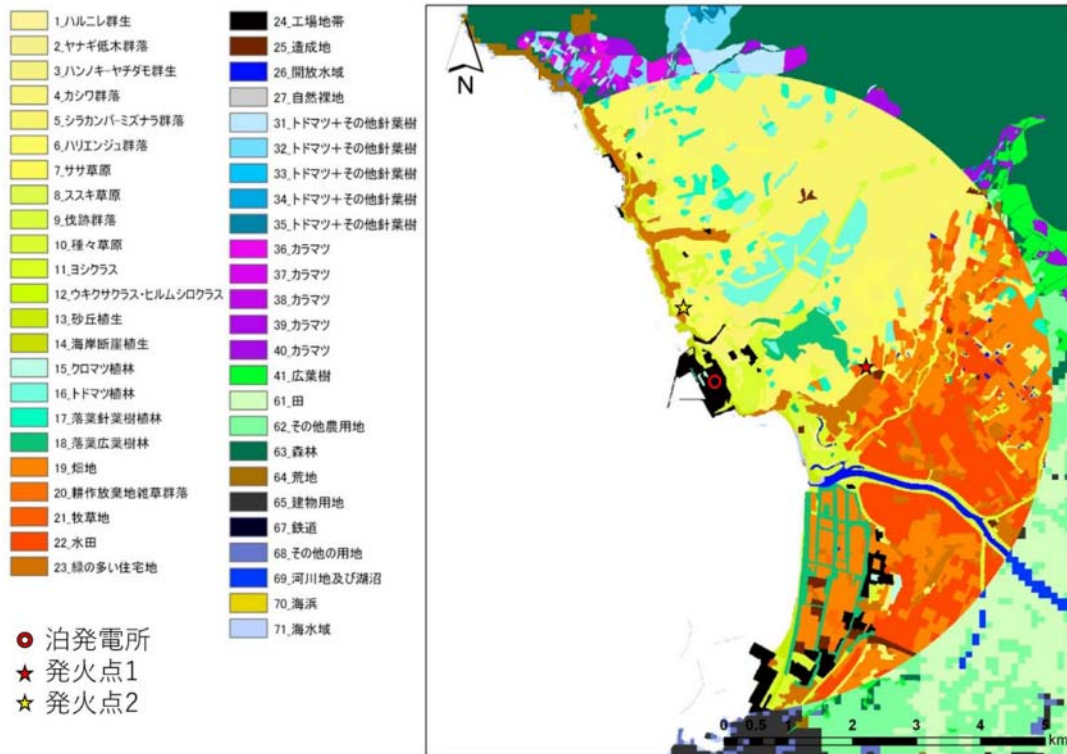 1_ハルニレ群生
2_ヤナギ低木群落
3_ハンノキ-ヤチダモ群生
4_カシワ群落
5_シラカンバ-ミズナラ群落
6_ハリエンジュ群落
7_ササ草原
8_ススキ草原
9_伐跡群落
10_種々草原
11_ヨシクラス
12_ウキクサクラス・ヒルムシロクラス
13_砂丘植生
14_海岸断崖植生
15_クロマツ植林
16_トドマツ植林
17_落葉針葉樹植林
18_落葉広葉樹林
19_畑地
20_耕作放棄地雑草群落
21_牧草地
22_水田
23_緑の多い住宅地
24_工場地帯
25_造成地
26_開放水域
27_自然裸地
31_トドマツ+その他針葉樹
32_トドマツ+その他針葉樹
33_トドマツ+その他針葉樹
34_トドマツ+その他針葉樹
35_トドマツ+その他針葉樹
36_カラマツ
37_カラマツ
38_カラマツ
39_カラマツ
40_カラマツ
41_広葉樹
61_田
62_その他農用地
63_森林
64_荒地
65_建物用地
67_鉄道
68_その他の用地
69_河川地及び湖沼
70_海浜
71_海水域
泊発電所
発火点1
発火点2
N
0 0.5 1 2 3 4 5
km